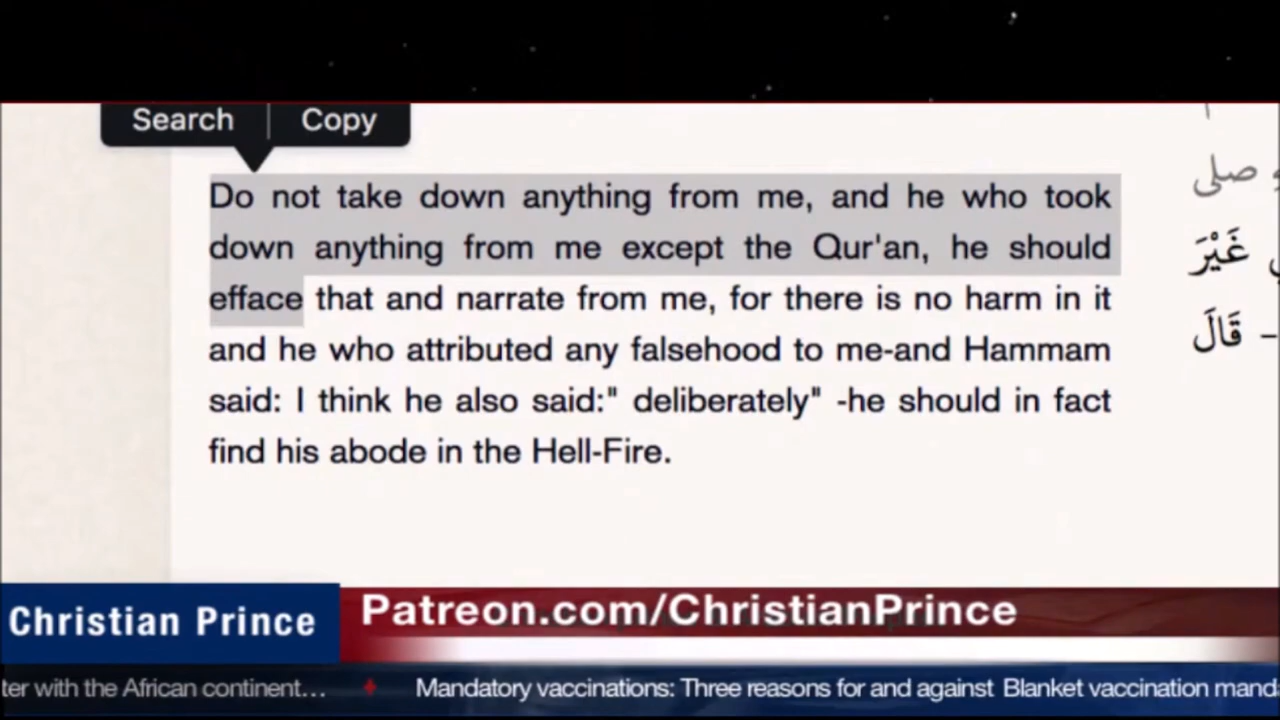 Search Copy
Do not take down anything from me, and he who took
down anything from me except the Qur'an, he should
efface that and narrate from me, for there is no harm in it
and he who attributed any falsehood to me-and Hammam
said: I think he also said:" deliberately" -he should in fact
find his abode in the Hell-Fire.
صلى
غَيْرَ
- قَالَ
Christian Prince
Patreon.com/ChristianPrince
ter with the African continent… Mandatory vaccinations: Three reasons for and against Blanket vaccination mand